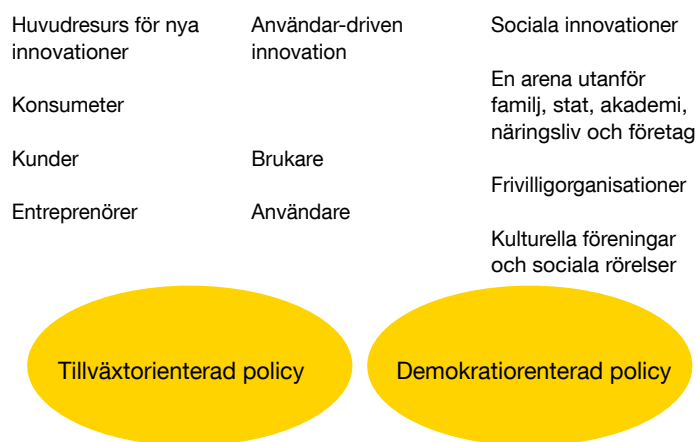 Huvudresurs för nya
innovationer
Konsumeter
Kunder
Entreprenörer
Användar-driven
innovation
Brukare
Användare
Sociala innovationer
En arena utanför
familj, stat, akademi,
näringsliv och företag
Frivilligorganisationer
Kulturella föreningar
och sociala rörelser
Tillväxtorienterad policy
Demokratiorenterad policy